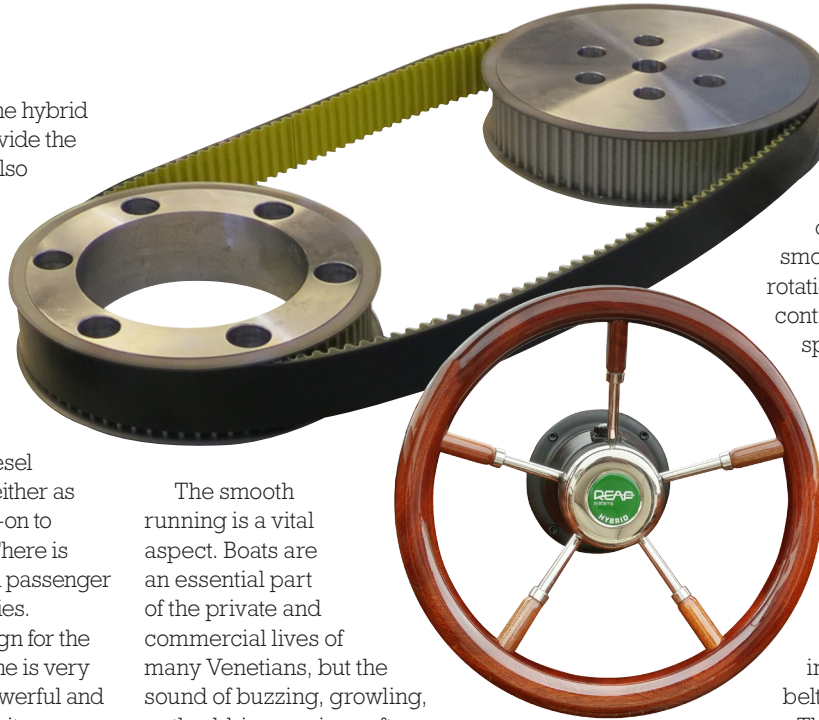 ne hybrid
vide the
lso
esel
either as
-on to
There is
passenger
ies.
gn for the
ne is very
werful and
The smooth
running is a vital
aspect. Boats are
an essential part
of the private and
commercial lives of
many Venetians, but the
sound of buzzing, growling,
smo
rotatio
cont
sp
REAP
systems
HYBRID
in
belt